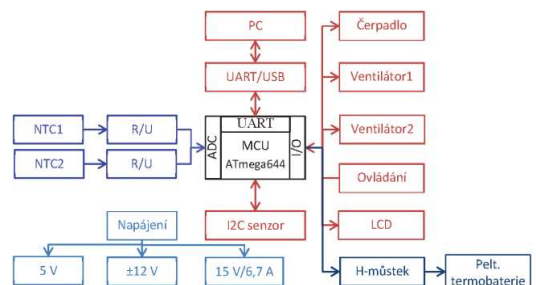 PC
Čerpadlo
UART/USB
Ventilátor1
UART
NTC1
R/U
ADC
MCU
I/O
Ventilátor2
ATmega644
NTC2
R/U
Ovládání
Napájení
I2C senzor
LCD
5 V
±12 V
15 V/6,7 A
H-můstek
Pelt.
termobaterie